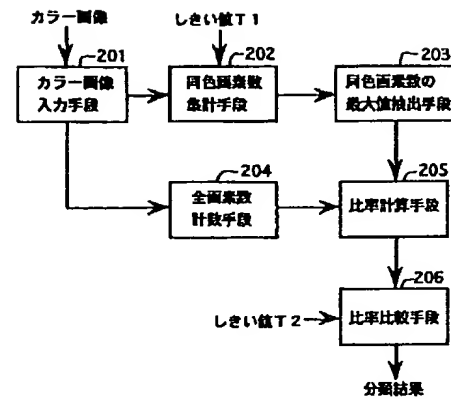 カラー画像
しきい値T1
201
202
203
カラー画像
入力手段
同色画素数
集計手段
同色画素数の
最大値抽出手段
204
205
全画素数
計数手段
比率計算手段
206
しきい値T2
比率比較手段
分類結果